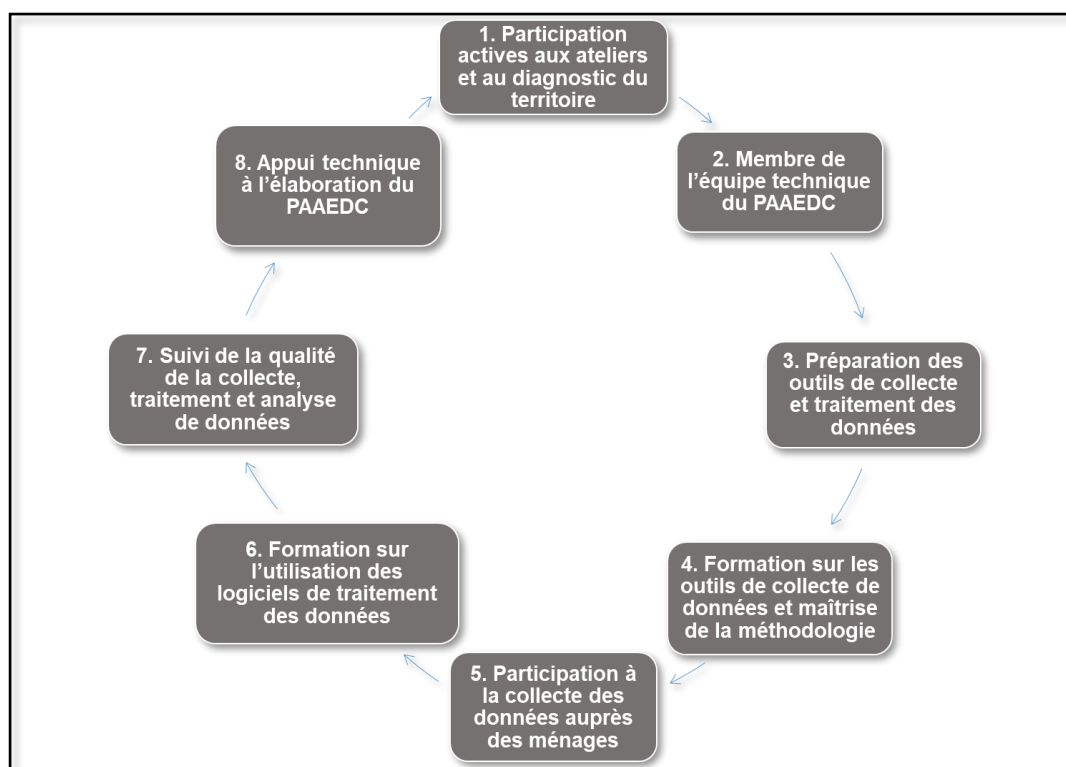 1. Participation
actives aux ateliers
et au diagnostic du
territoire
2. Membre de
l’équipe technique
du PAAEDC
3. Préparation des
outils de collecte
et traitement des
données
4. Formation sur les
outils de collecte de
données et maîtrise
de la méthodologie
5. Participation à
la collecte des
données auprès
des ménages
6. Formation sur
l’utilisation des
logiciels de traitement
des données
7. Suivi de la qualité
de la collecte,
traitement et analyse
de données
8. Appui technique
à l’élaboration du
PAAEDC